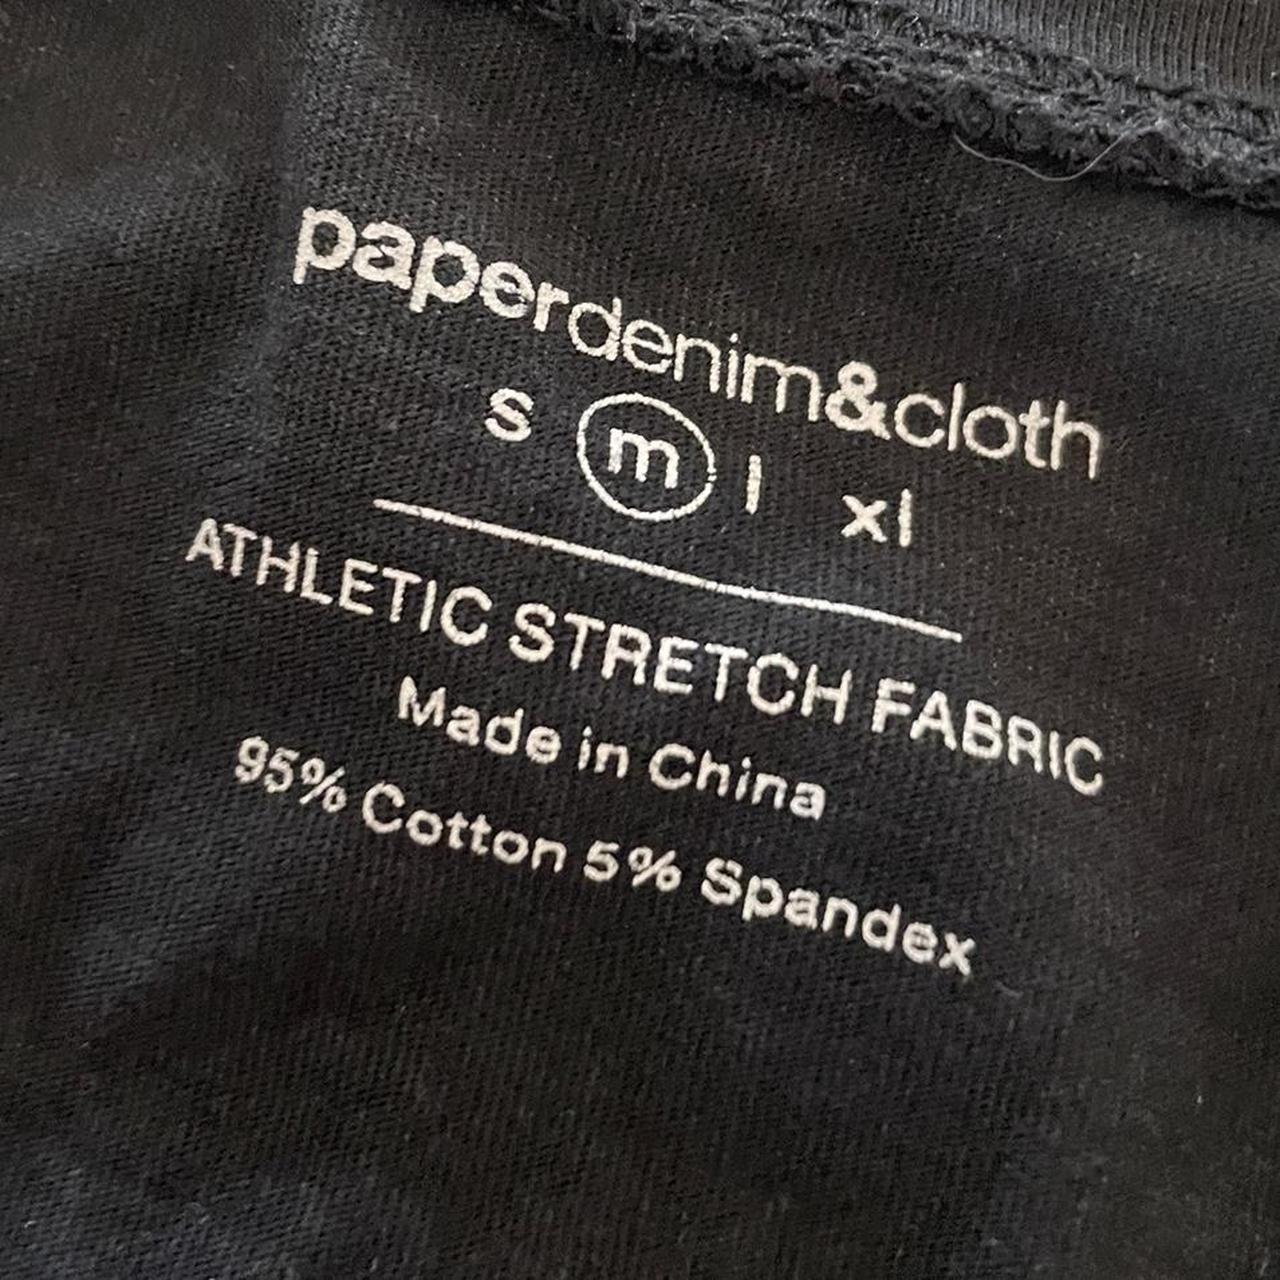 paperdenim&cloth
s m l xl
ATHLETIC STRETCH FABRIC
Made in China
95% Cotton 5% Spandex